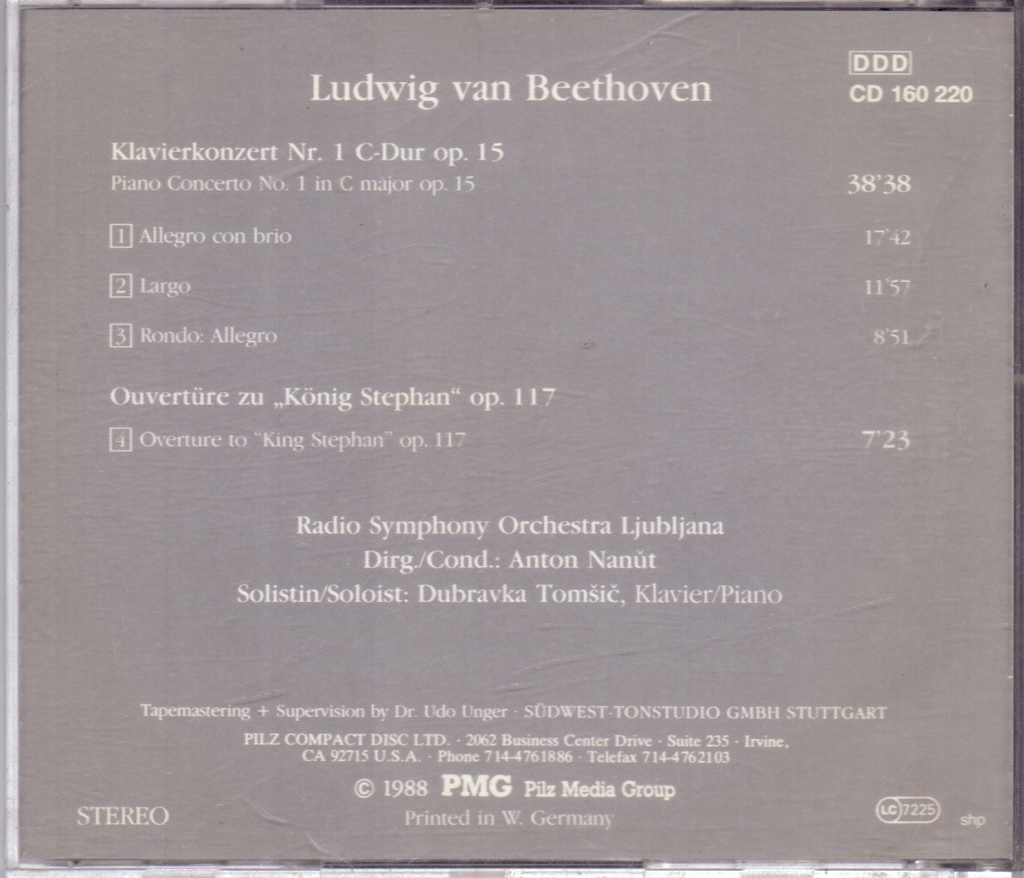 DDD
Ludwig van Beethoven
CD 160 220
Klavierkonzert Nr. 1 C-Dur op. 15
Piano Concerto No. 1 in C major op. 15 38'38
1 Allegro con brio 17'42
2 Largo 11'57
3 Rondo: Allegro 8'51
Ouvertüre zu „König Stephan“ op. 117
4 Overture to “King Stephan” op. 117 7'23
Radio Symphony Orchestra Ljubljana
Dirg./Cond.: Anton Nanŭt
Solistin/Soloist: Dubravka Tomšič, Klavier/Piano
Tapemastering + Supervision by Dr. Udo Unger · SÜDWEST-TONSTUDIO GMBH STUTTGART
PILZ COMPACT DISC LTD. · 2062 Business Center Drive · Suite 235 · Irvine,
CA 92715 U.S.A. · Phone 714-4761886 · Telefax 714-4762103
© 1988 PMG Pilz Media Group
STEREO Printed in W. Germany LC 7225 shp